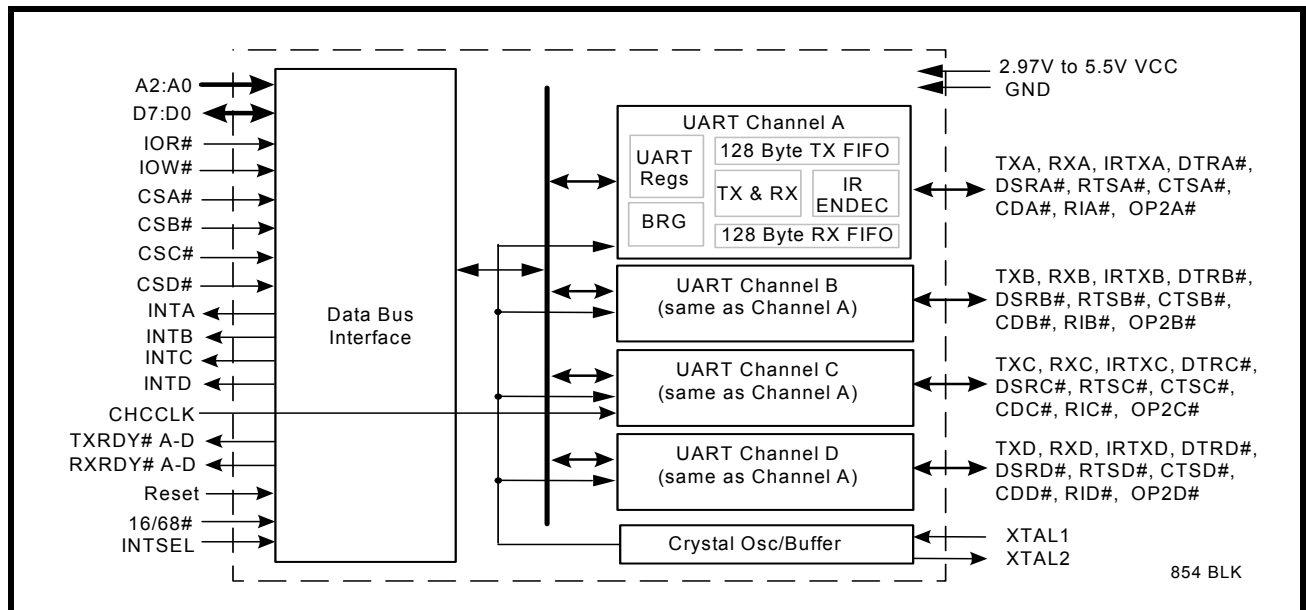 A2:A0
D7:D0
IOR#
IOW#
CSA#
CSB#
CSC#
CSD#
INTA
INTB
INTC
INTD
CHCCLK
TXRDY# A-D
RXRDY# A-D
Reset
16/68#
INTSEL
Data Bus
Interface
UART Channel A
UART
Regs
BRG
128 Byte TX FIFO
TX & RX
IR
ENDEC
128 Byte RX FIFO
UART Channel B
(same as Channel A)
UART Channel C
(same as Channel A)
UART Channel D
(same as Channel A)
Crystal Osc/Buffer
2.97V to 5.5V VCC
GND
TXA, RXA, IRTXA, DTRA#,
DSRA#, RTSA#, CTSA#,
CDA#, RIA#, OP2A#
TXB, RXB, IRTXB, DTRB#,
DSRB#, RTSB#, CTSB#,
CDB#, RIB#, OP2B#
TXC, RXC, IRTXC, DTRC#,
DSRC#, RTSC#, CTSC#,
CDC#, RIC#, OP2C#
TXD, RXD, IRTXD, DTRD#,
DSRD#, RTSD#, CTSD#,
CDD#, RID#, OP2D#
XTAL1
XTAL2
854 BLK